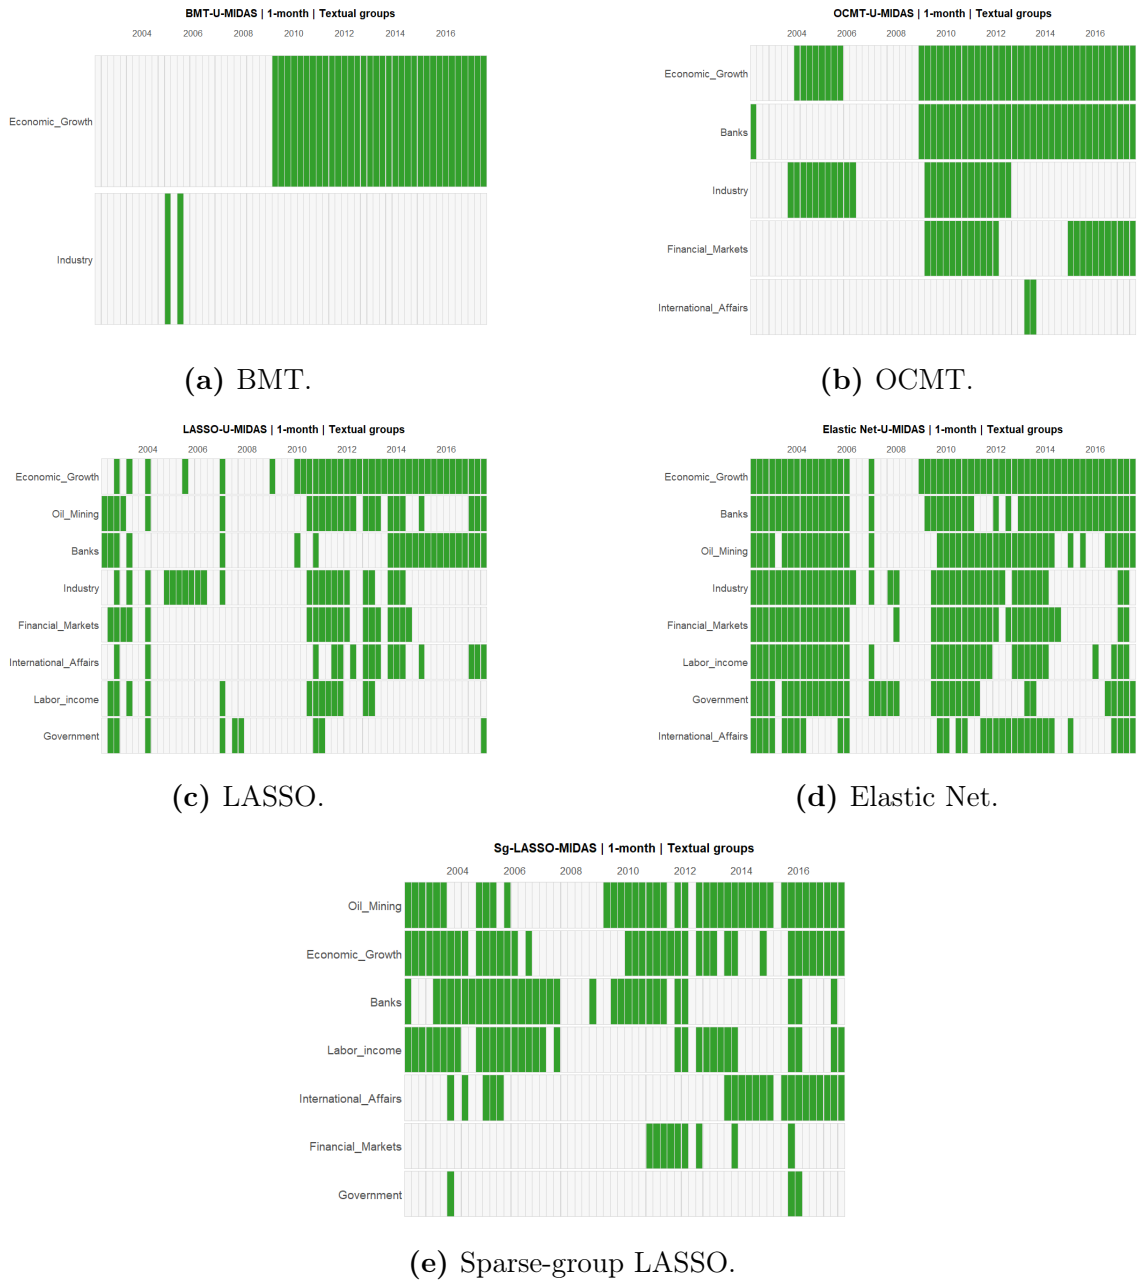 BMT-U-MIDAS | 1-month | Textual groups
2004 2006 2008 2010 2012 2014 2016
Economic_Growth
Industry
(a) BMT.
OCMT-U-MIDAS | 1-month | Textual groups
2004 2006 2008 2010 2012 2014 2016
Economic_Growth
Banks
Industry
Financial_Markets
International_Affairs
(b) OCMT.
LASSO-U-MIDAS | 1-month | Textual groups
2004 2006 2008 2010 2012 2014 2016
Economic_Growth
Oil_Mining
Banks
Industry
Financial_Markets
International_Affairs
Labor_income
Government
(c) LASSO.
Elastic Net-U-MIDAS | 1-month | Textual groups
2004 2006 2008 2010 2012 2014 2016
Economic_Growth
Banks
Oil_Mining
Industry
Financial_Markets
Labor_income
Government
International_Affairs
(d) Elastic Net.
Sg-LASSO-MIDAS | 1-month | Textual groups
2004 2006 2008 2010 2012 2014 2016
Oil_Mining
Economic_Growth
Banks
Labor_income
International_Affairs
Financial_Markets
Government
(e) Sparse-group LASSO.